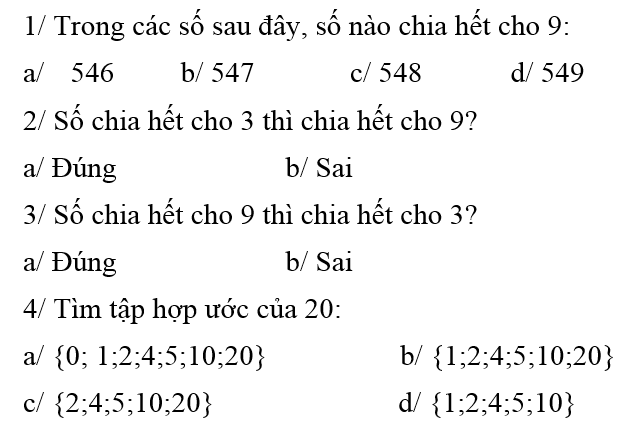 1/ Trong các số sau đây, số nào chia hết cho 9:
a/ 546 b/ 547 c/ 548 d/ 549
2/ Số chia hết cho 3 thì chia hết cho 9?
a/ Đúng b/ Sai
3/ Số chia hết cho 9 thì chia hết cho 3?
a/ Đúng b/ Sai
4/ Tìm tập hợp ước của 20:
a/ {0; 1;2;4;5;10;20} b/ {1;2;4;5;10;20}
c/ {2;4;5;10;20} d/ {1;2;4;5;10}